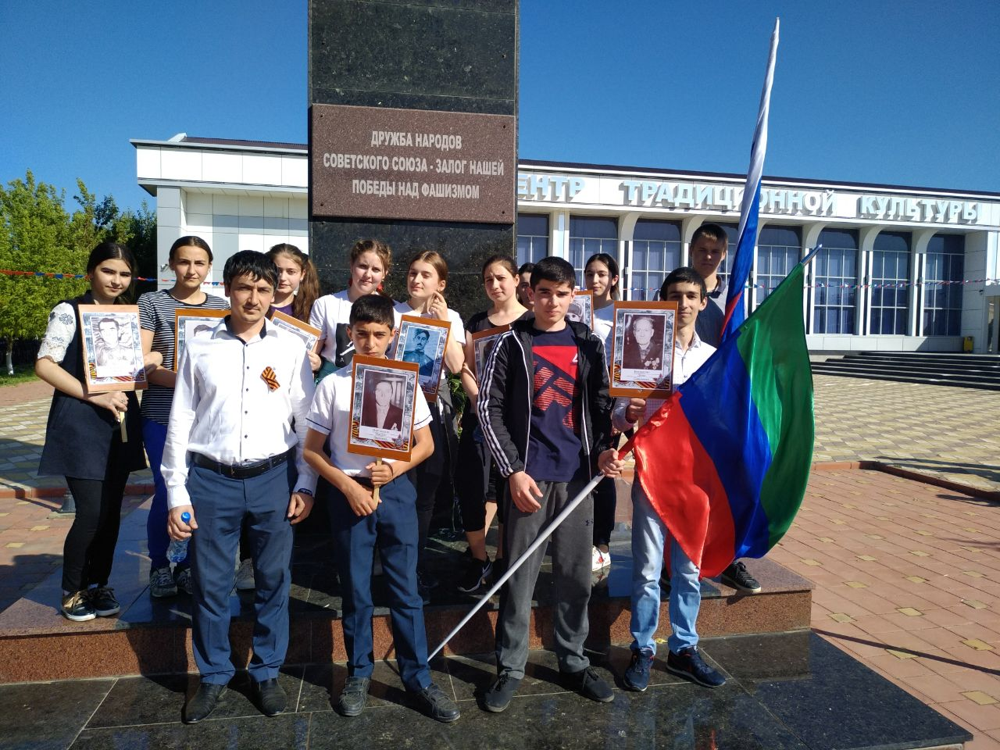 ДРУЖБА НАРОДОВ
СОВЕТСКОГО СОЮЗА - ЗАЛОГ НАШЕЙ
ПОБЕДЫ НАД ФАШИЗМОМ
ЕНТР ТРАДИЦИОННОЙ КУЛЬТУРЫ